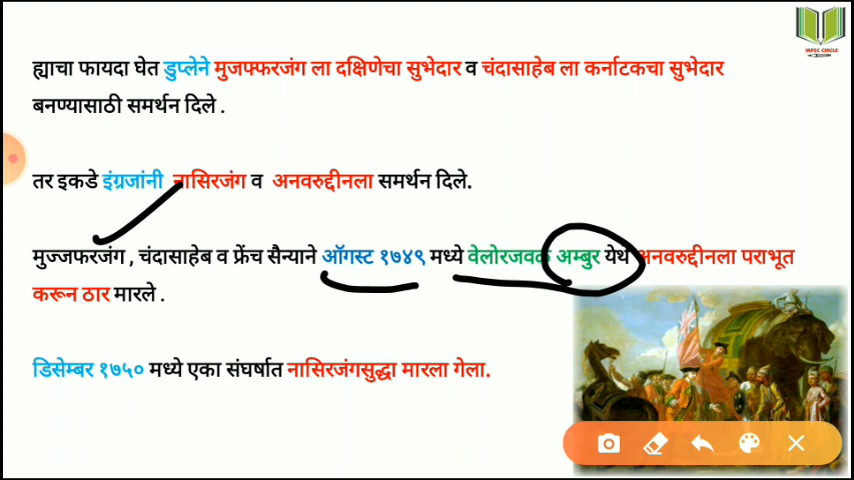 MPSC CIRCLE
ह्याचा फायदा घेत डुप्लेने मुजफ्फरजंग ला दक्षिणेचा सुभेदार व चंदासाहेब ला कर्नाटकचा सुभेदार
बनण्यासाठी समर्थन दिले .
तर इकडे इंग्रजांनी नासिरजंग व अनवरुद्दीनला समर्थन दिले.
मुज्जफरजंग , चंदासाहेब व फ्रेंच सैन्याने ऑगस्ट १७४९ मध्ये वेलोरजवळ अम्बुर येथे अनवरुद्दीनला पराभूत
करून ठार मारले .
डिसेम्बर १७५० मध्ये एका संघर्षात नासिरजंगसुद्धा मारला गेला.